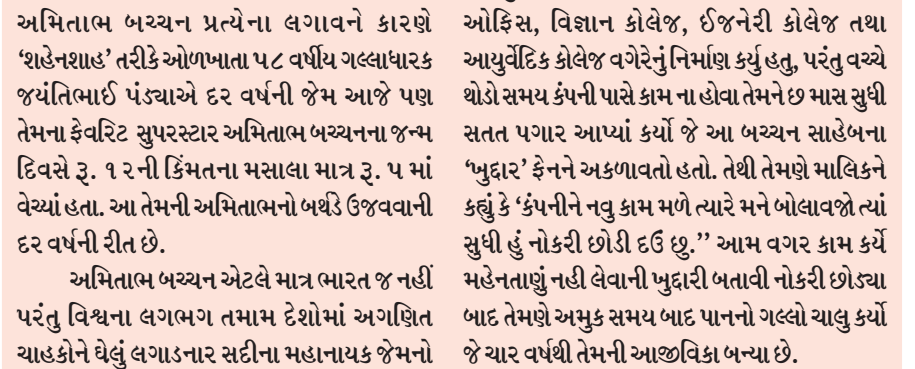 અમિતાભ બચ્ચન પ્રત્યેના લગાવને કારણે
‘શહેનશાહ’ તરીકે ઓળખાતા ૫૮ વર્ષીય ગલ્લાધારક
જયંતિભાઈ પંડ્યાએ દર વર્ષની જેમ આજે પણ
તેમના ફેવરિટ સુપરસ્ટાર અમિતાભ બચ્ચનના જન્મ
દિવસે રૂ. ૧૨ની કિંમતના મસાલા માત્ર રૂ. ૫ માં
વેચ્યાં હતા. આ તેમની અમિતાભનો બર્થડે ઉજવવાની
દર વર્ષની રીત છે.
અમિતાભ બચ્ચન એટલે માત્ર ભારત જ નહીં
પરંતુ વિશ્વના લગભગ તમામ દેશોમાં અગણિત
ચાહકોને ઘેલું લગાડનાર સદીના મહાનાયક જેમનો
ઓફિસ, વિજ્ઞાન કોલેજ, ઈજનેરી કોલેજ તથા
આયુર્વેદિક કોલેજ વગેરેનું નિર્માણ કર્યુ હતુ, પરંતુ વચ્ચે
થોડો સમય કંપની પાસે કામ ના હોવા તેમને છ માસ સુધી
સતત પગાર આપ્યાં કર્યો જે આ બચ્ચન સાહેબના
‘ખુદ્દાર’ ફેનને અકળાવતો હતો. તેથી તેમણે માલિકને
કહ્યું કે ‘કંપનીને નવુ કામ મળે ત્યારે મને બોલાવજો ત્યાં
સુધી હું નોકરી છોડી દઉં છુ.’’ આમ વગર કામ કર્યે
મહેનતાણું નહી લેવાની ખુદ્દારી બતાવી નોકરી છોડ્યા
બાદ તેમણે અમુક સમય બાદ પાનનો ગલ્લો ચાલુ કર્યો
જે ચાર વર્ષથી તેમની આજીવિકા બન્યા છે.